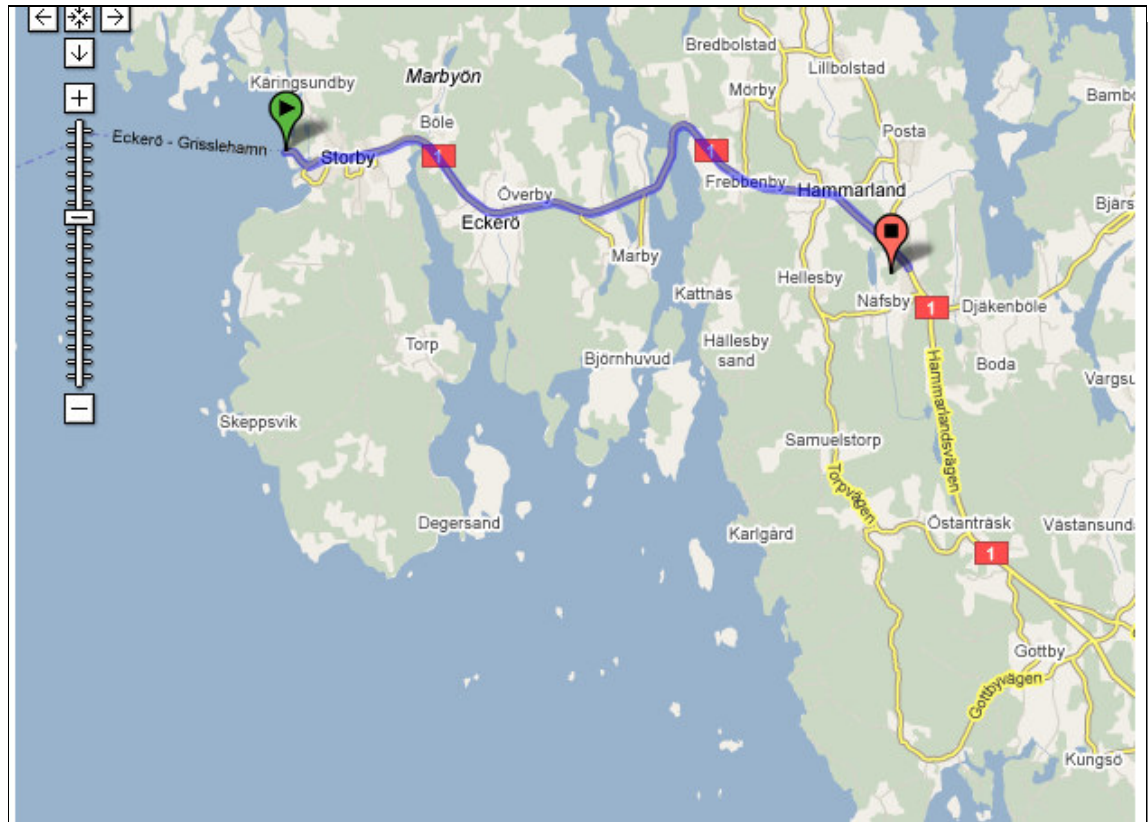 Bredbolstad
Marbyön
Lillbolstad
Käringsundby
Mörby
Bambö
Böle
Posta
Eckerö - Grisslehamn
1
1
Storby
Frebbenby
Hammarland
Överby
Bjärs
Eckerö
Marby
Hellesby
Kattnäs
Näfsby
1
Djäkenböle
Torp
Hällesby
sand
Björnhuvud
Boda
Vargsu
Hammarlandsvägen
Skeppsvik
Samuelstorp
Torpvägen
Degersand
Östanträsk
Västansunda
Karlgård
1
Gottby
Gottbyvägen
Kungsö